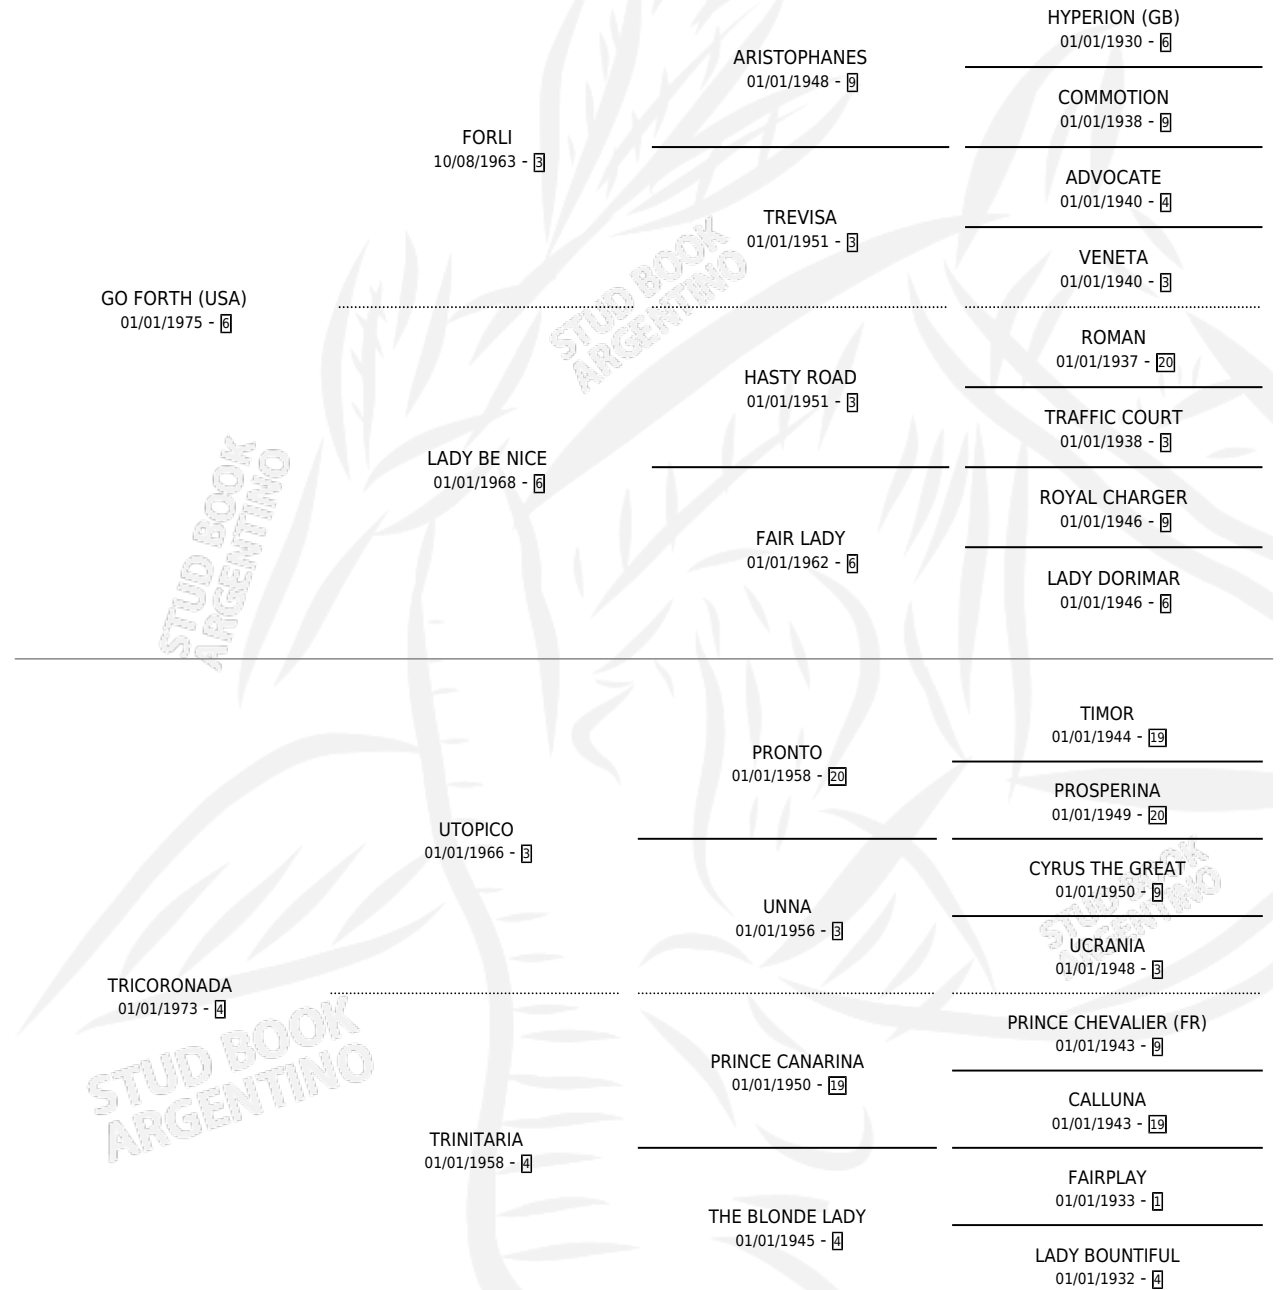 HYPERION (GB)
01/01/1930 - 6
ARISTOPHANES
01/01/1948 - 9
COMMOTION
01/01/1938 - 9
FORLI
10/08/1963 - 3
ADVOCATE
01/01/1940 - 4
TREVISA
01/01/1951 - 3
VENETA
01/01/1940 - 3
GO FORTH (USA)
01/01/1975 - 6
ROMAN
01/01/1937 - 20
HASTY ROAD
01/01/1951 - 3
TRAFFIC COURT
01/01/1938 - 3
LADY BE NICE
01/01/1968 - 6
ROYAL CHARGER
01/01/1946 - 9
FAIR LADY
01/01/1962 - 6
LADY DORIMAR
01/01/1946 - 6
TIMOR
01/01/1944 - 19
PRONTO
01/01/1958 - 20
PROSPERINA
01/01/1949 - 20
UTOPICO
01/01/1966 - 3
CYRUS THE GREAT
01/01/1950 - 9
UNNA
01/01/1956 - 3
UCRANIA
01/01/1948 - 3
TRICORONADA
01/01/1973 - 4
PRINCE CHEVALIER (FR)
01/01/1943 - 9
PRINCE CANARINA
01/01/1950 - 19
CALLUNA
01/01/1943 - 19
TRINITARIA
01/01/1958 - 4
FAIRPLAY
01/01/1933 - 1
THE BLONDE LADY
01/01/1945 - 4
LADY BOUNTIFUL
01/01/1932 - 4
STUD BOOK
ARGENTINO
STUD BOOK
ARGENTINO
STUD BOOK
ARGENTINO
STUD BOOK
ARGENTINO